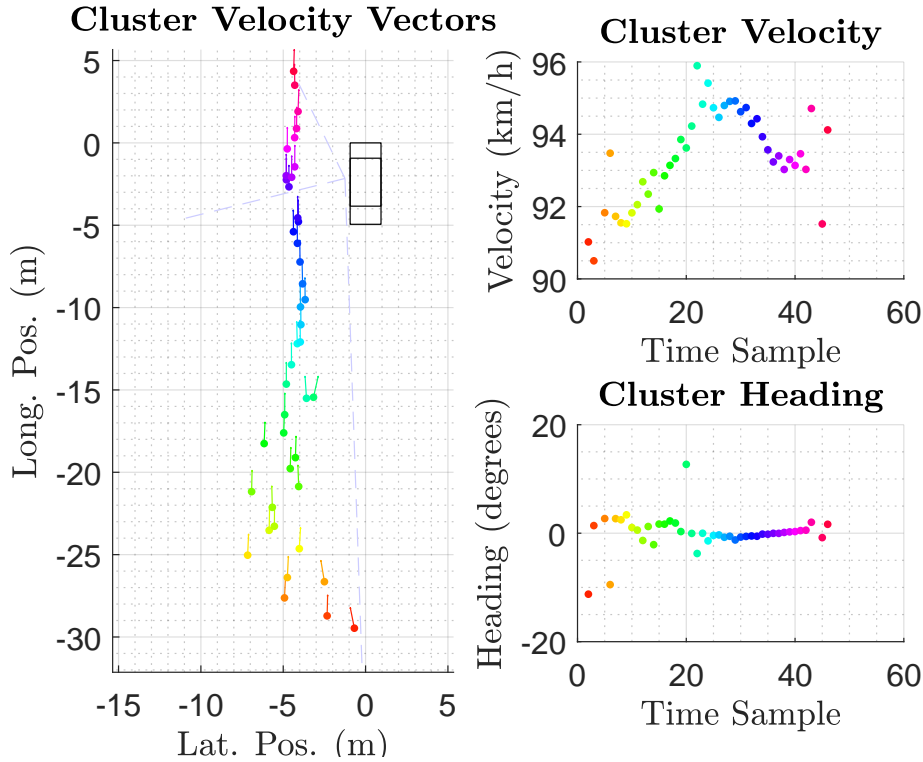 Cluster Velocity Vectors
Long. Pos. (m)
5
0
-5
-10
-15
-20
-25
-30
-15 -10 -5 0 5
Lat. Pos. (m)
Cluster Velocity
Velocity (km/h)
96
94
92
90
0 20 40 60
Time Sample
Cluster Heading
Heading (degrees)
20
0
-20
0 20 40 60
Time Sample